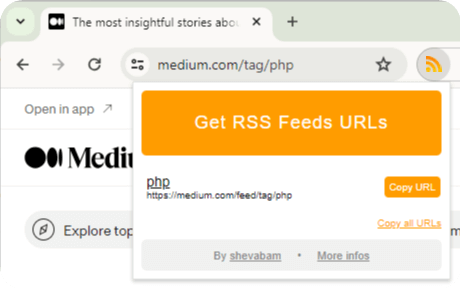 The most insightful stories abou
medium.com/tag/php
Open in app
Get RSS Feeds URLs
Mediu
php
Copy URL
https://medium.com/feed/tag/php
Copy all URLs
Explore top
By shevabam • More infos